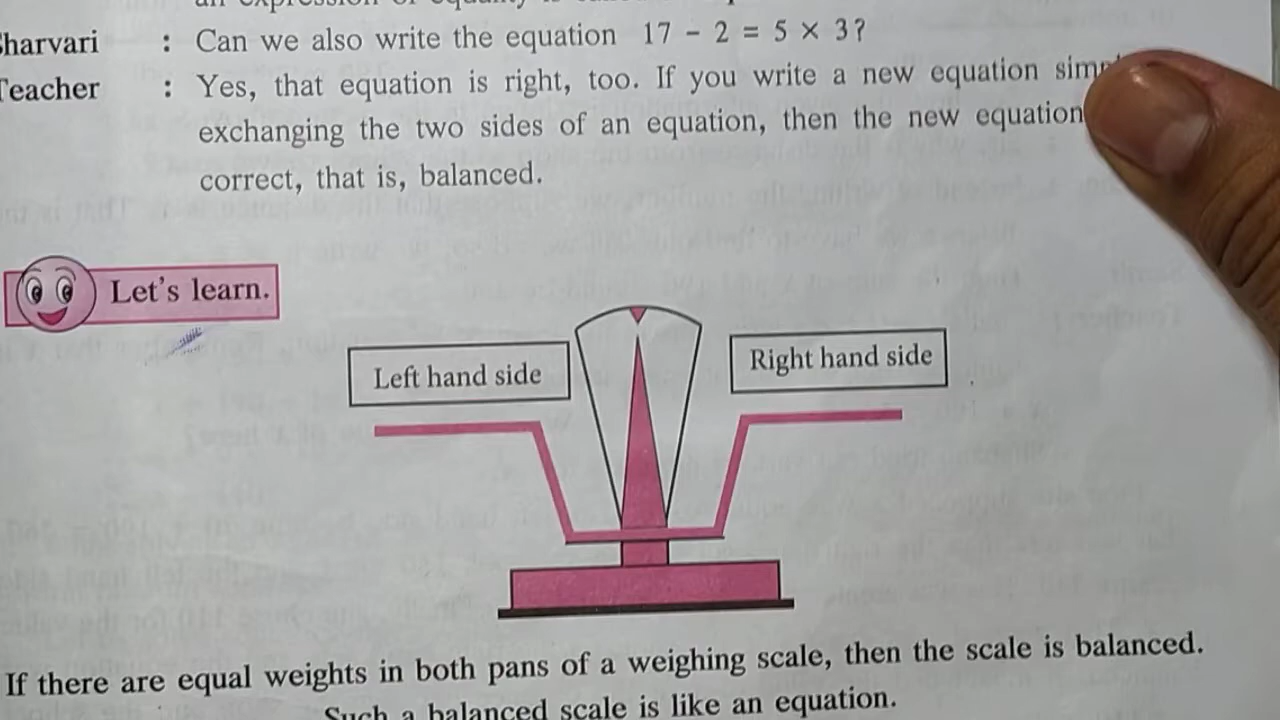 Sharvari : Can we also write the equation 17 - 2 = 5 × 3?
Teacher : Yes, that equation is right, too. If you write a new equation
exchanging the two sides of an equation, then the new equation
correct, that is, balanced.
Let's learn.
Left hand side
Right hand side
If there are equal weights in both pans of a weighing scale, then the scale is balanced.
Such a balanced scale is like an equation.